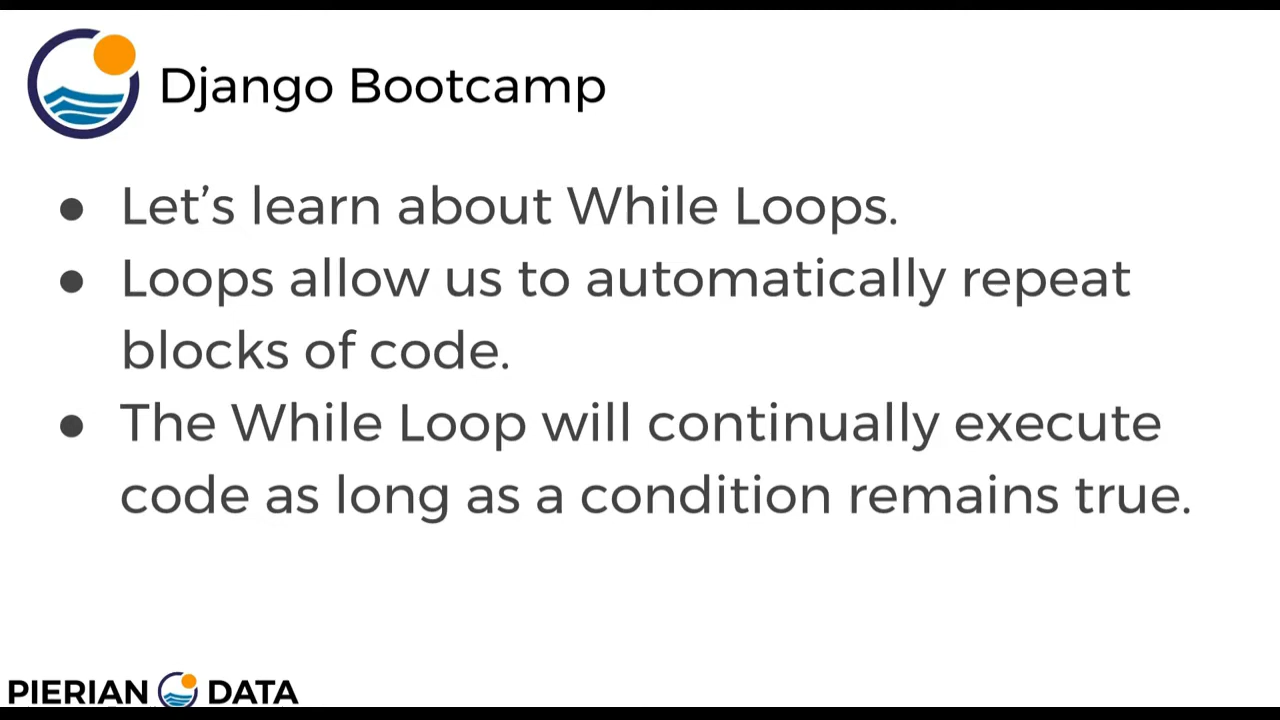 Django Bootcamp
● Let’s learn about While Loops.
● Loops allow us to automatically repeat
blocks of code.
● The While Loop will continually execute
code as long as a condition remains true.
PIERIAN DATA